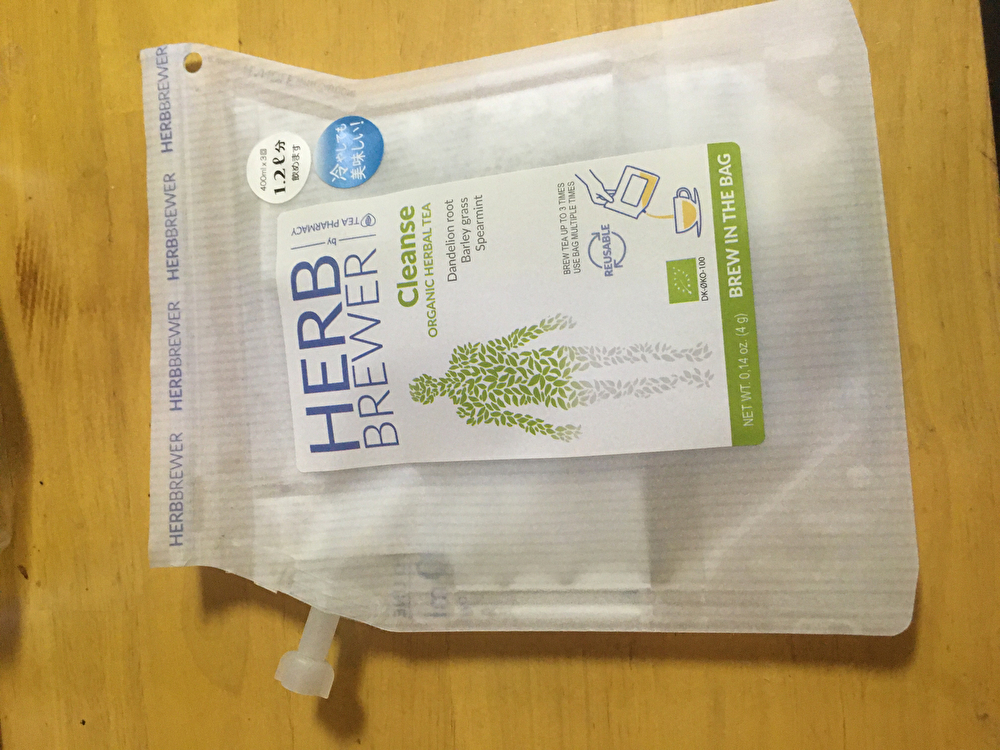 HERBBREWER HERBBREWER HERBBREWER HERBBREWER
400ml x 3回
1.2ℓ分
飲めます
冷やしても
美味しい!
HERB
BREWER
by
TEA PHARMACY
Cleanse
ORGANIC HERBAL TEA
Dandelion root
Barley grass
Spearmint
BREW TEA UP TO 3 TIMES
USE BAG MULTIPLE TIMES
REUSABLE
DK-ØKO-100
NET WT. 0,14 oz. (4 g)
BREW IN THE BAG